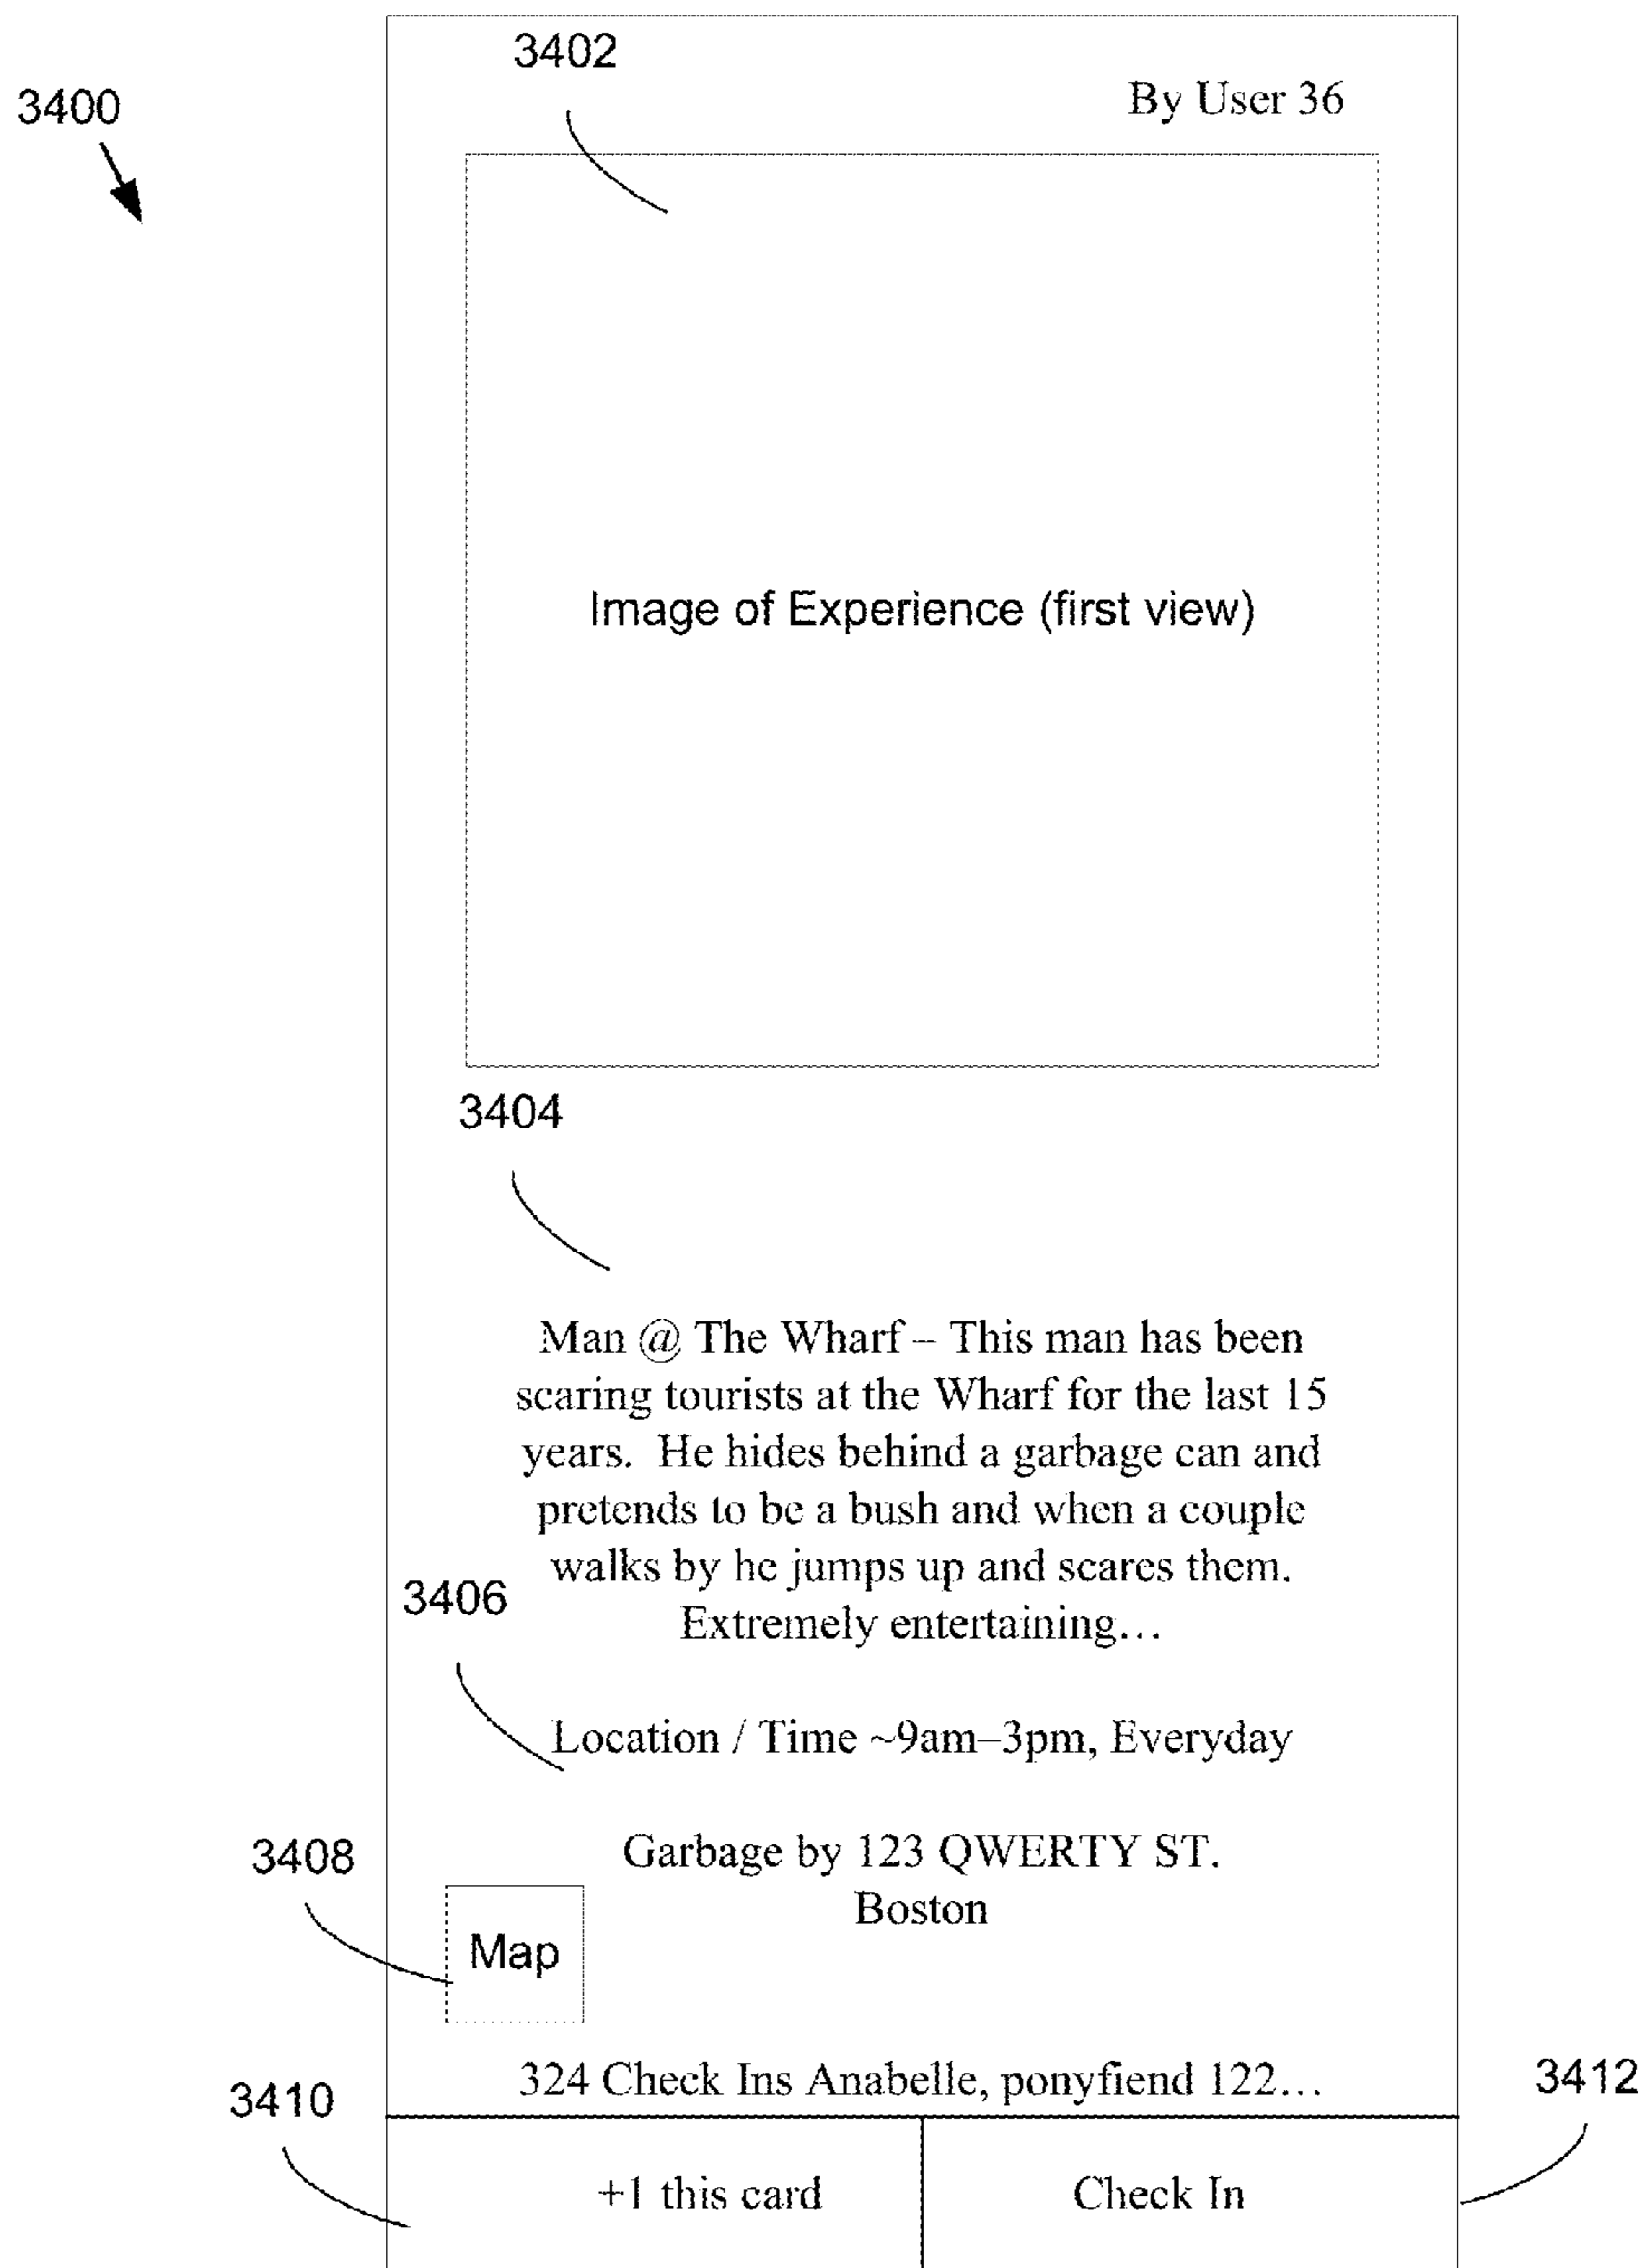 3402
By User 36
3400
Image of Experience (first view)
3404
Man @ The Wharf – This man has been
scaring tourists at the Wharf for the last 15
years.  He hides behind a garbage can and
pretends to be a bush and when a couple
walks by he jumps up and scares them.
3406
Extremely entertaining…
Location / Time ~9am–3pm, Everyday
3408
Garbage by 123 QWERTY ST.
Boston
Map
324 Check Ins Anabelle, ponyfiend 122…
3410
3412
+1 this card
Check In